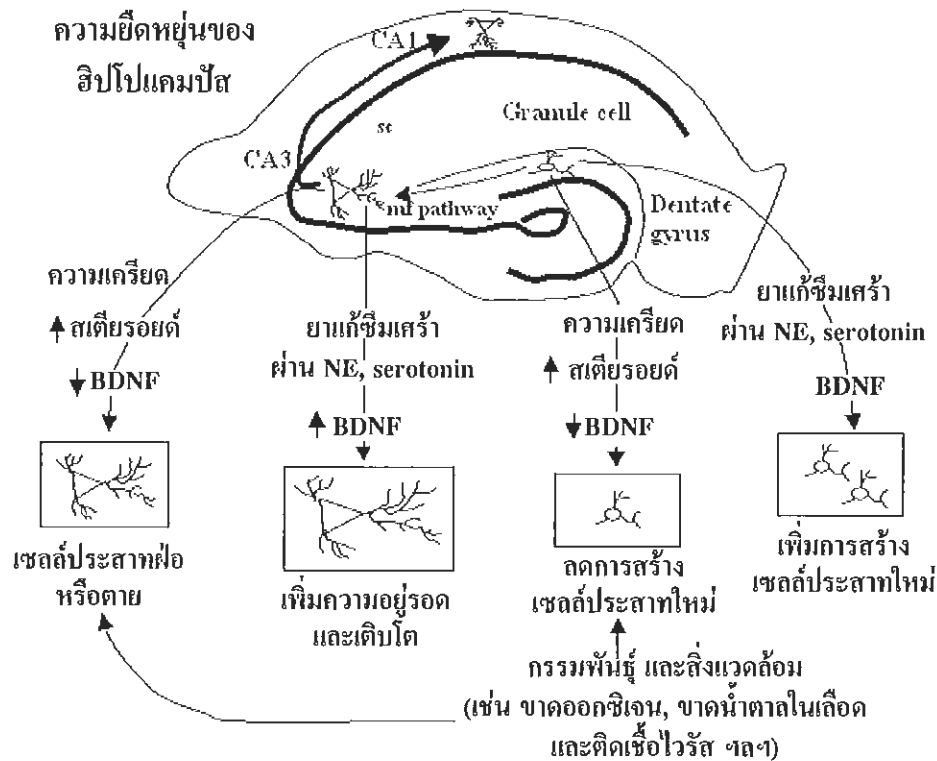 ความยืดหยุ่นของ
ฮิปโปแคมปัส
CA1
Granule cell
sc
CA3
pathway
Dentate
gyrus
ความเครียด
↑ สเตียรอยด์
↓ BDNF
ยาแก้ซึมเศร้า
ผ่าน NE, serotonin
↑ BDNF
ความเครียด
↑ สเตียรอยด์
↓ BDNF
ยาแก้ซึมเศร้า
ผ่าน NE, serotonin
BDNF
เซลล์ประสาทฝ่อ
หรือตาย
เพิ่มความอยู่รอด
และเติบโต
ลดการสร้าง
เซลล์ประสาทใหม่
เพิ่มการสร้าง
เซลล์ประสาทใหม่
กรรมพันธุ์ และสิ่งแวดล้อม
(เช่น ขาดออกซิเจน, ขาดน้ำตาลในเลือด
และติดเชื้อไวรัส ฯลฯ)